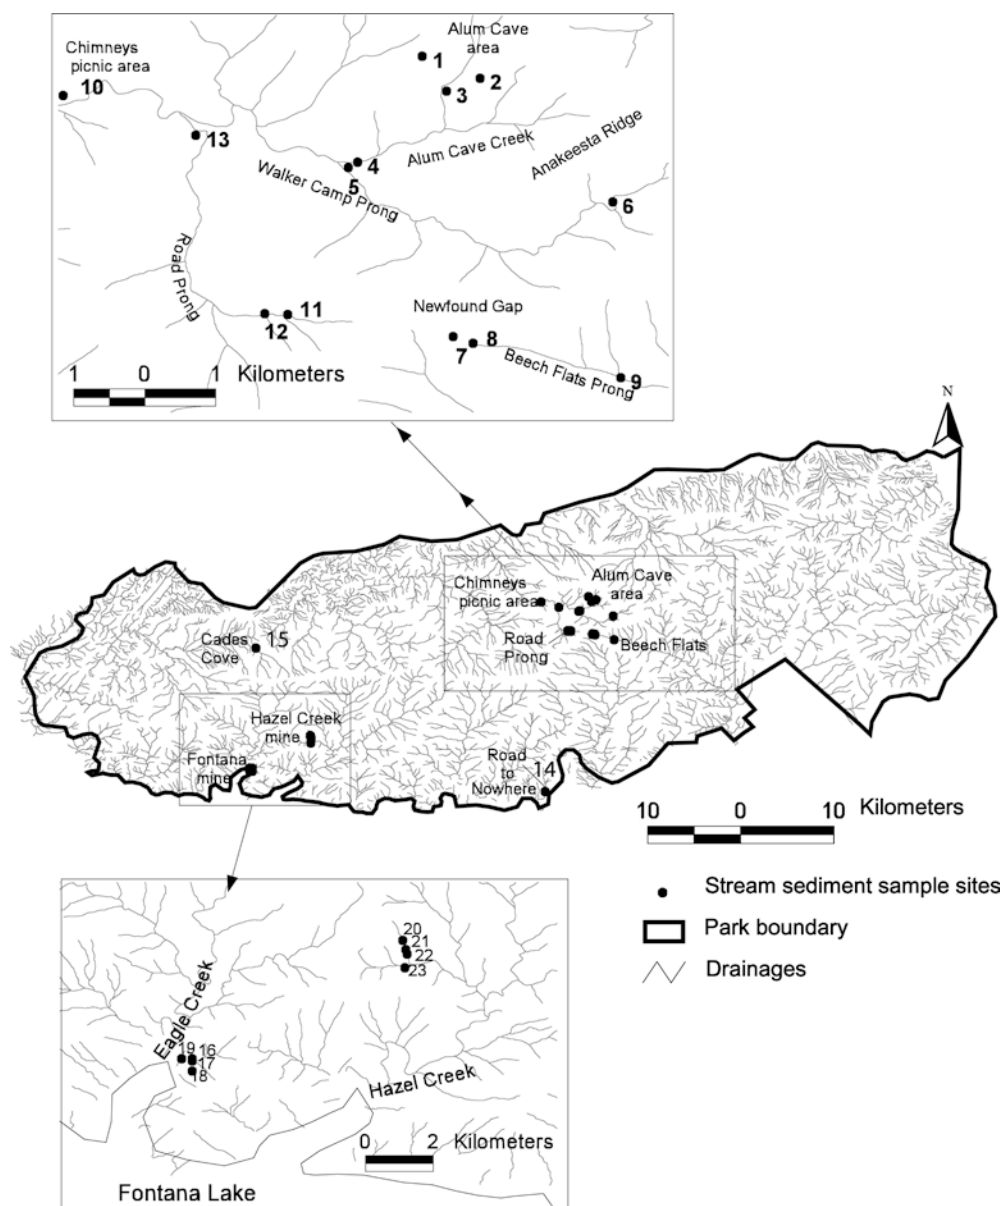 Alum Cave
area
Chimneys
picnic area
1
2
3
10
13
4
5
Alum Cave Creek
Anakeesta Ridge
Walker Camp Prong
6
Road Prong
11
12
Newfound Gap
7
8
Beech Flats Prong
9
1 0 1 Kilometers
N
Chimneys
picnic area
Alum Cave
area
Road
Prong
Beech Flats
Cades
Cove
15
Hazel Creek
mine
Fontana
mine
Road
to
Nowhere
14
10 0 10 Kilometers
Stream sediment sample sites
Park boundary
Drainages
20
21
22
23
Eagle Creek
19 16
17
18
Hazel Creek
0 2 Kilometers
Fontana Lake